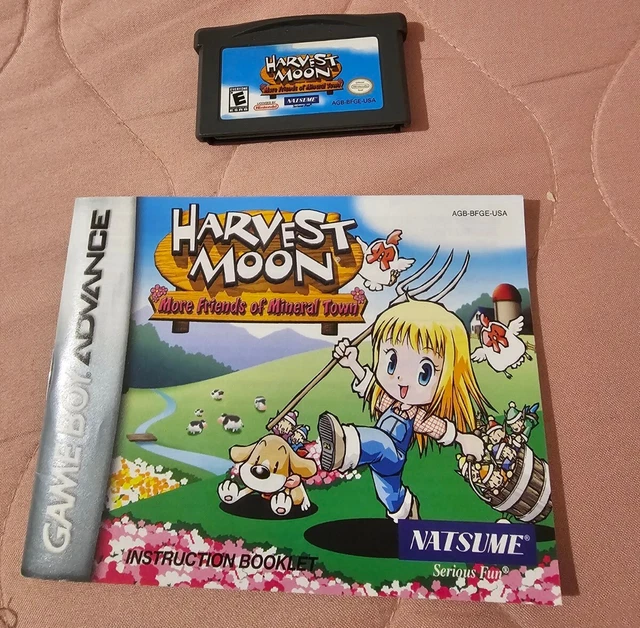 HARVEST
MOON
More Friends of Mineral Town
E
NATSUME
AGB-BFGE-USA
Nintendo
GAME BOY ADVANCE
AGB-BFGE-USA
HARVEST
MOON
More Friends of Mineral Town
NATSUME®
Serious Fun®
INSTRUCTION BOOKLET